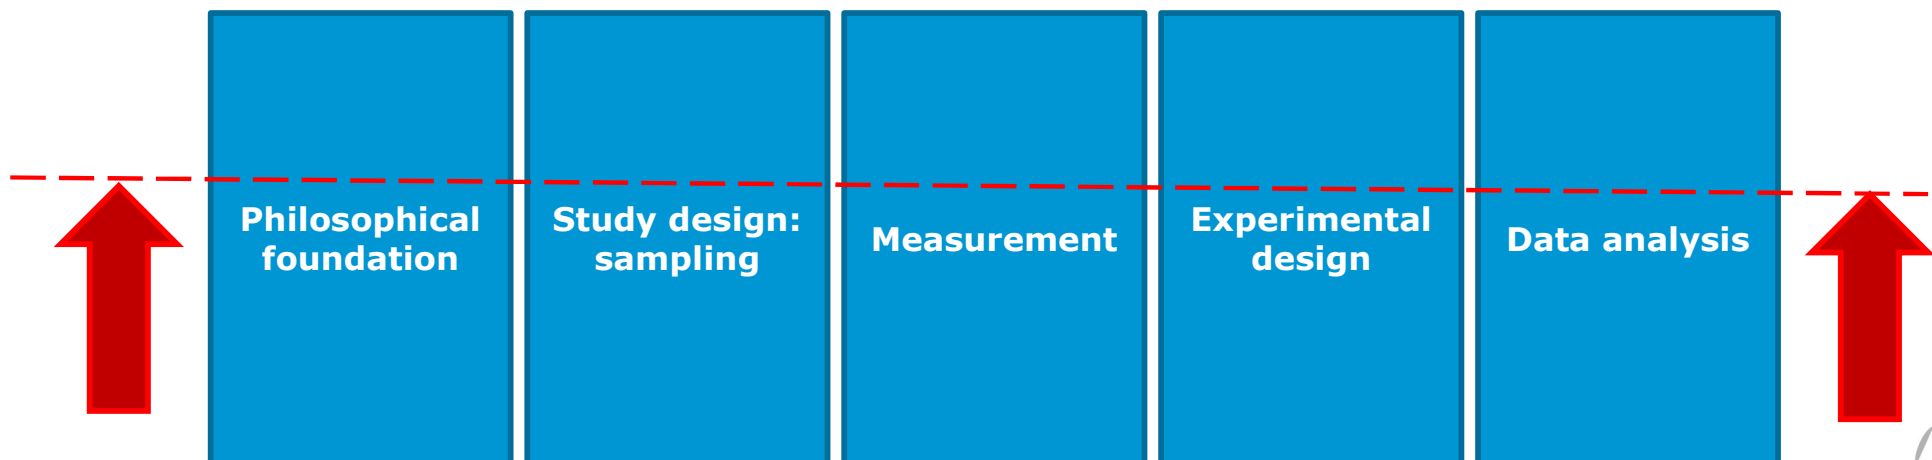 Philosophical
foundation
Study design:
sampling
Measurement
Experimental
design
Data analysis